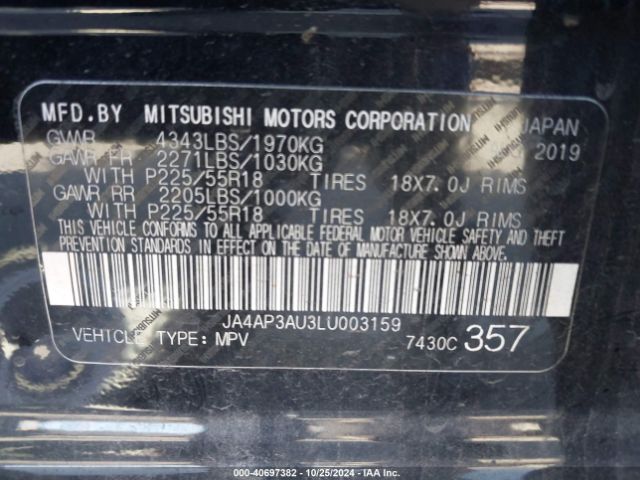 MFD.BY MITSUBISHI MOTORS CORPORATION JAPAN
GVWR 4343LBS/1970KG 2019
GAWR FR 2271LBS/1030KG
WITH P225/55R18 TIRES 18X7.0J RIMS
GAWR RR 2205LBS/1000KG
WITH P225/55R18 TIRES 18X7.0J RIMS
THIS VEHICLE CONFORMS TO ALL APPLICABLE FEDERAL MOTOR VEHICLE SAFETY AND THEFT
PREVENTION STANDARDS IN EFFECT ON THE DATE OF MANUFACTURE SHOWN ABOVE.
JA4AP3AU3LU003159
VEHICLE TYPE: MPV 7430C 357
000-40697382 - 10/25/2024 - IAA Inc.